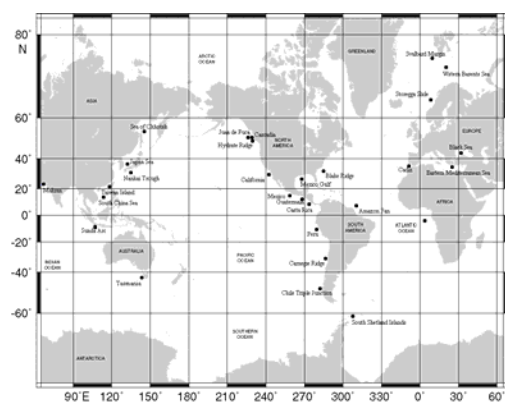 80°
N
ARCTIC
OCEAN
GREENLAND
Svalbard Margin
Western Barents Sea
Storegga Slide
ASIA
60°
Sea of Okhotsk
Juan de Fuca
Cascadia
Hydrate Ridge
NORTH
AMERICA
EUROPE
Black Sea
40°
Japan Sea
Nankai Trough
California
Blake Ridge
Mexico Gulf
Cadiz
Eastern Mediterranean Sea
20°
Makran
Taiwan Island
South China Sea
Mexico
Guatemala
Costa Rica
Amazon Fan
AFRICA
0°
Sunda Arc
Peru
SOUTH
AMERICA
ATLANTIC
OCEAN
-20°
AUSTRALIA
INDIAN
OCEAN
PACIFIC
OCEAN
Carnegie Ridge
-40°
Tasmania
Chile Triple Junction
-60°
SOUTHERN
OCEAN
South Shetland Islands
ANTARCTICA
90°E 120° 150° 180° 210° 240° 270° 300° 330° 0° 30° 60°